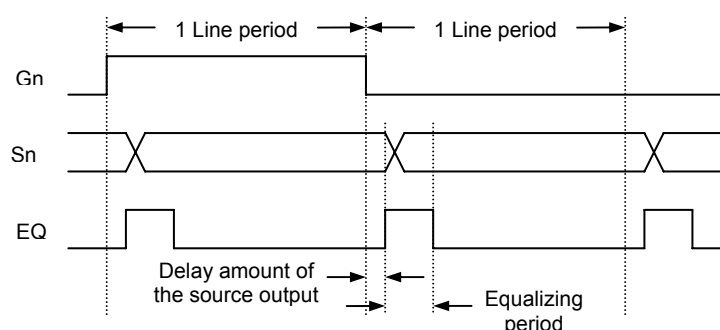 1 Line period
1 Line period
Gn
Sn
EQ
Delay amount of
the source output
Equalizing
period